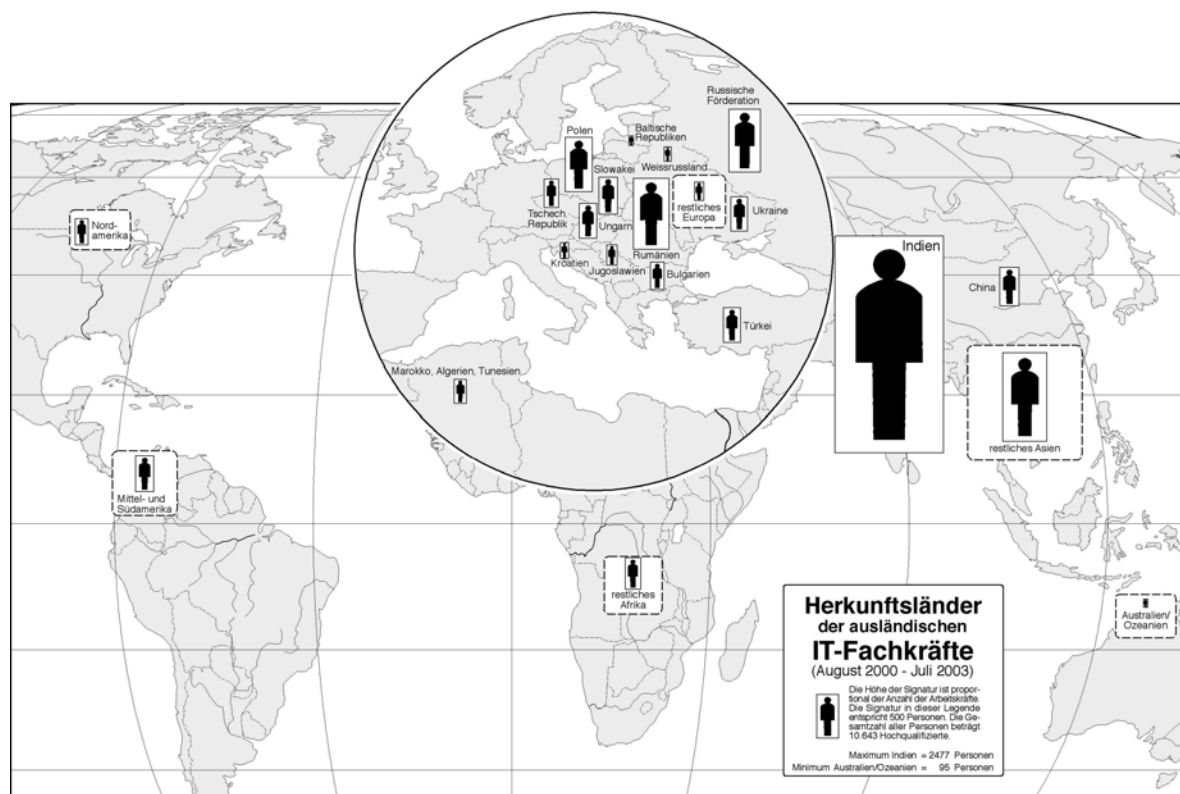 Russische
Förderation
Baltische
Republiken
Polen
Weissrussland
Slowakei
restliches
Europa
Tschech.
Republik
Ungarn
Ukraine
Rumänien
Kroatien
Jugoslawien
Bulgarien
Türkei
Nord-
amerika
Indien
China
Marokko, Algerien, Tunesien
restliches Asien
Mittel- und
Südamerika
restliches
Afrika
Australien/
Ozeanien
Herkunftsländer
der ausländischen
IT-Fachkräfte
(August 2000 - Juli 2003)
Die Höhe der Signatur ist propor-
tional der Anzahl der Arbeitskräfte.
Die Signatur in dieser Legende
entspricht 500 Personen. Die Ge-
samtzahl aller Personen beträgt
10.643 Hochqualifizierte.
Maximum Indien = 2477 Personen
Minimum Australien/Ozeanien = 95 Personen